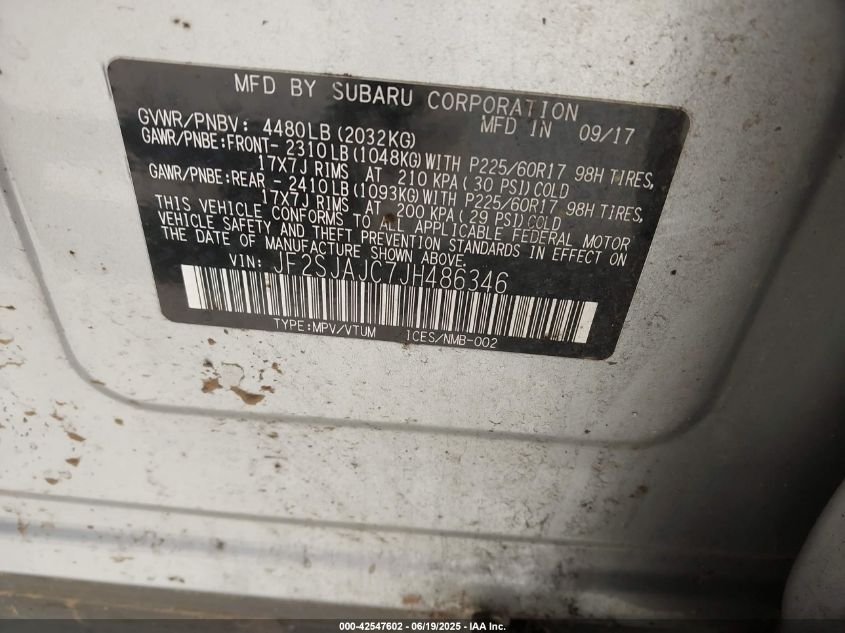 MFD BY SUBARU CORPORATION
GVWR/PNBV: 4480LB(2032KG) MFD IN 09/17
GAWR/PNBE:FRONT- 2310LB(1048KG)WITH P225/60R17 98H TIRES,
17X7J RIMS AT 210 KPA(30 PSI)COLD
GAWR/PNBE:REAR - 2410LB(1093KG)WITH P225/60R17 98H TIRES,
17X7J RIMS AT 200 KPA(29 PSI)COLD
THIS VEHICLE CONFORMS TO ALL APPLICABLE FEDERAL MOTOR
VEHICLE SAFETY AND THEFT PREVENTION STANDARDS IN EFFECT ON
THE DATE OF MANUFACTURE SHOWN ABOVE.
VIN: JF2SJAJC7JH486346
TYPE:MPV/VTUM ICES/NMB-002
000-42547602 - 06/19/2025 - IAA Inc.